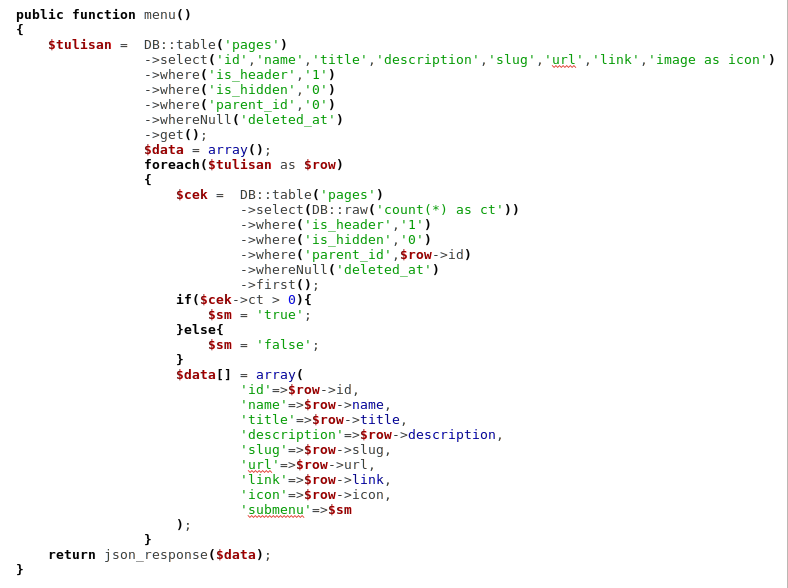 public function menu()
{
    $tulisan =  DB::table('pages')
                ->select('id','name','title','description','slug','url','link','image as icon')
                ->where('is_header','1')
                ->where('is_hidden','0')
                ->where('parent_id','0')
                ->whereNull('deleted_at')
                ->get();
                $data = array();
                foreach($tulisan as $row)
                {
                    $cek =  DB::table('pages')
                            ->select(DB::raw('count(*) as ct'))
                            ->where('is_header','1')
                            ->where('is_hidden','0')
                            ->where('parent_id',$row->id)
                            ->whereNull('deleted_at')
                            ->first();
                    if($cek->ct > 0){
                        $sm = 'true';
                    }else{
                        $sm = 'false';
                    }
                    $data[] = array(
                            'id'=>$row->id,
                            'name'=>$row->name,
                            'title'=>$row->title,
                            'description'=>$row->description,
                            'slug'=>$row->slug,
                            'url'=>$row->url,
                            'link'=>$row->link,
                            'icon'=>$row->icon,
                            'submenu'=>$sm
                    );
                }
    return json_response($data);
}